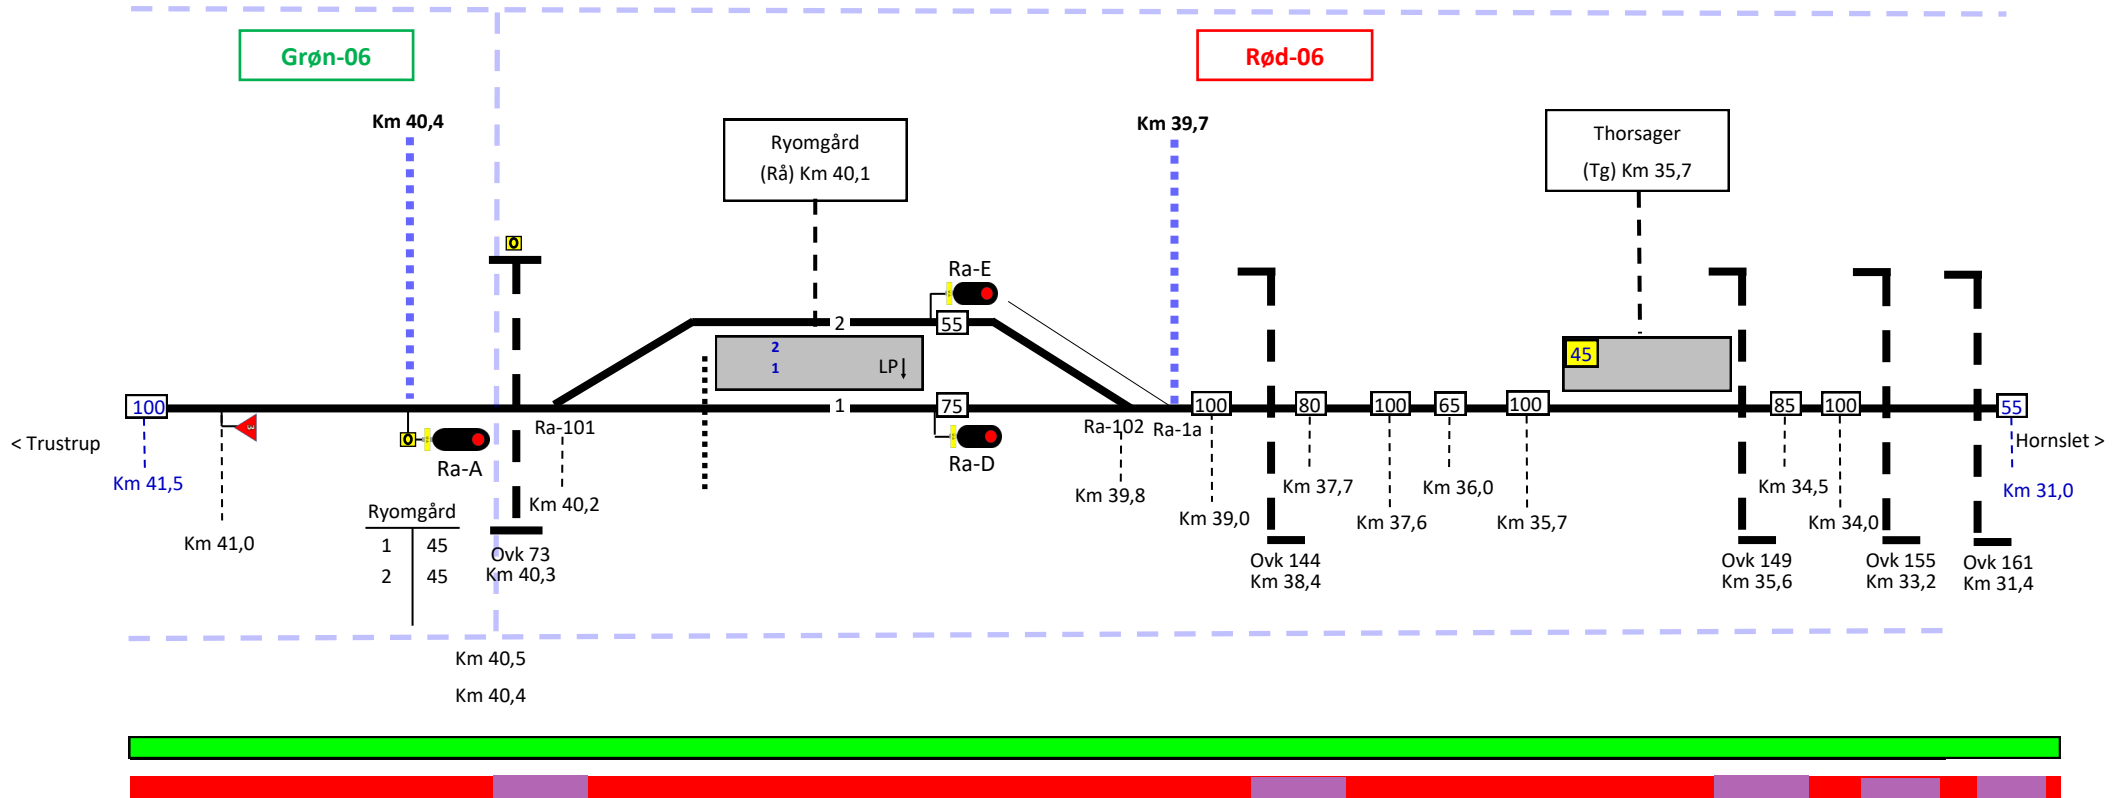 Grøn-06
Rød-06
Km 40,4
Km 39,7
Ryomgård
(Rå) Km 40,1
Thorsager
(Tg) Km 35,7
0
Ra-E
2
55
2
1
LP
45
100
1
75
100
80
100
65
100
85
100
55
3
0
Ra-A
Ra-101
Ra-D
Ra-102
Ra-1a
< Trustrup
Hornslet >
Km 41,5
Km 41,0
Km 40,2
Km 39,8
Km 39,0
Km 37,7
Km 37,6
Km 36,0
Km 35,7
Km 34,5
Km 34,0
Km 31,0
Ryomgård
1 45
2 45
Ovk 73
Km 40,3
Ovk 144
Km 38,4
Ovk 149
Km 35,6
Ovk 155
Km 33,2
Ovk 161
Km 31,4
Km 40,5
Km 40,4